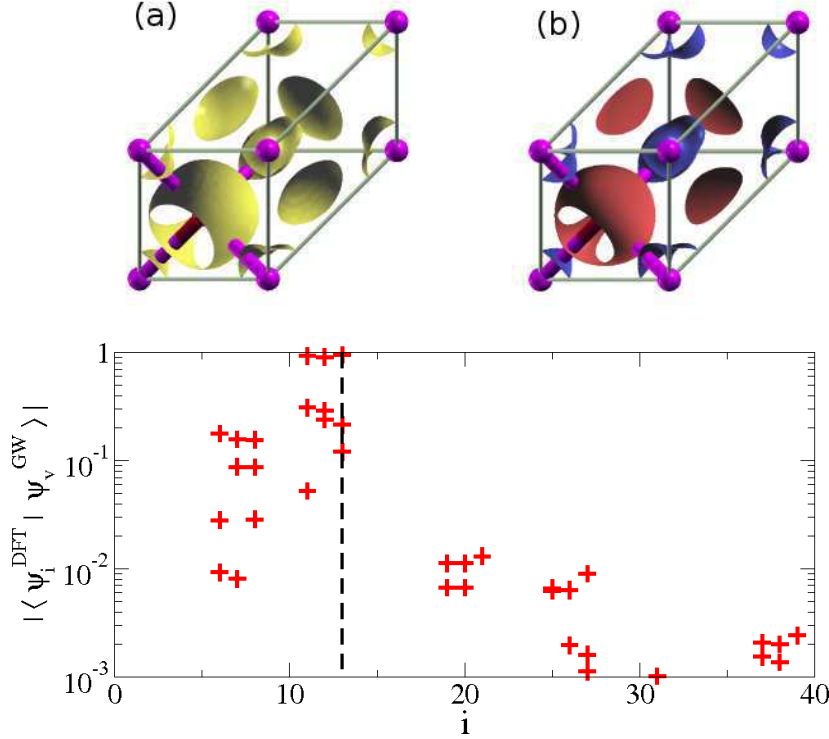 (a) (b)
| ⟨ ψ_i^DFT | ψ_v^GW ⟩ |
1
10^-1
10^-2
10^-3
0 10 20 30 40
i